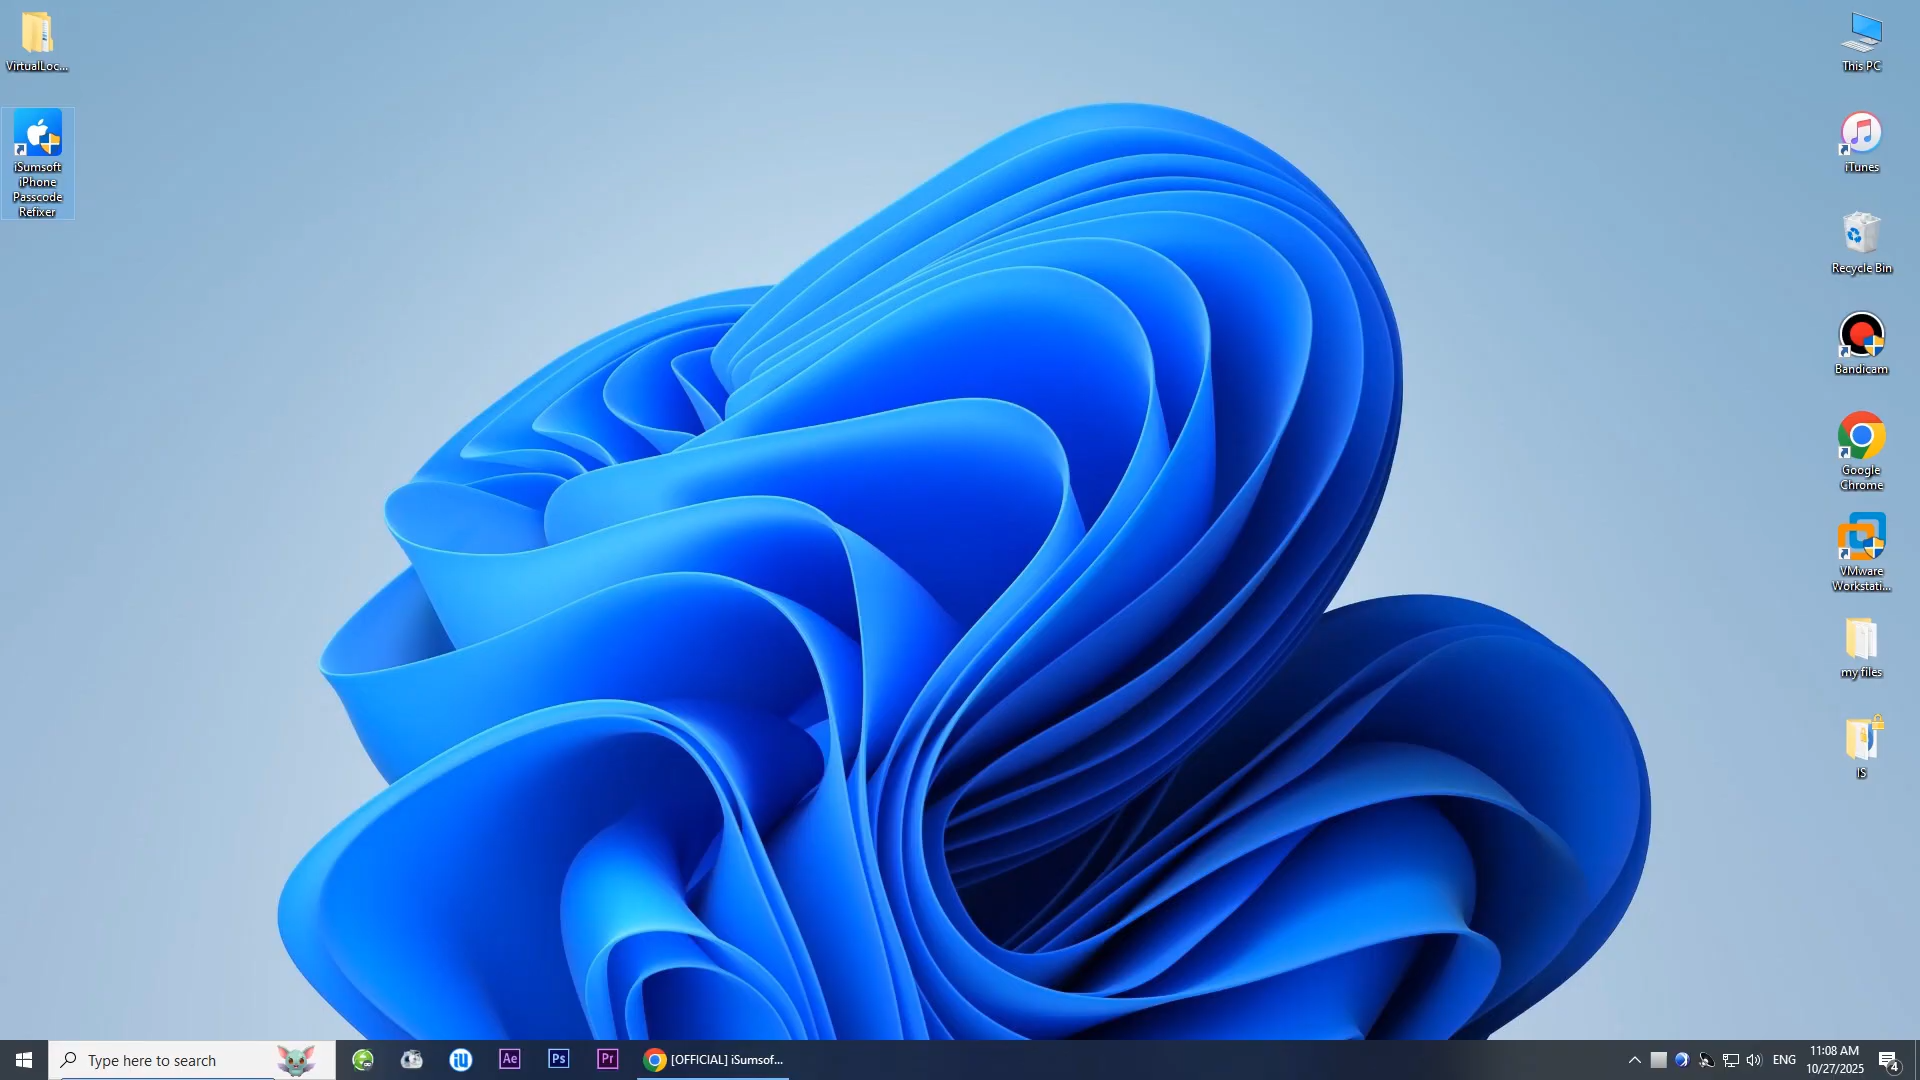 VirtualLoc...
iSumsoft
iPhone
Passcode
Refixer
This PC
iTunes
Recycle Bin
Bandicam
Google
Chrome
VMware
Workstati...
my files
IS
Type here to search
iU
Ae
Ps
Pr
[OFFICIAL] iSumsof...
ENG
11:08 AM
10/27/2025
4